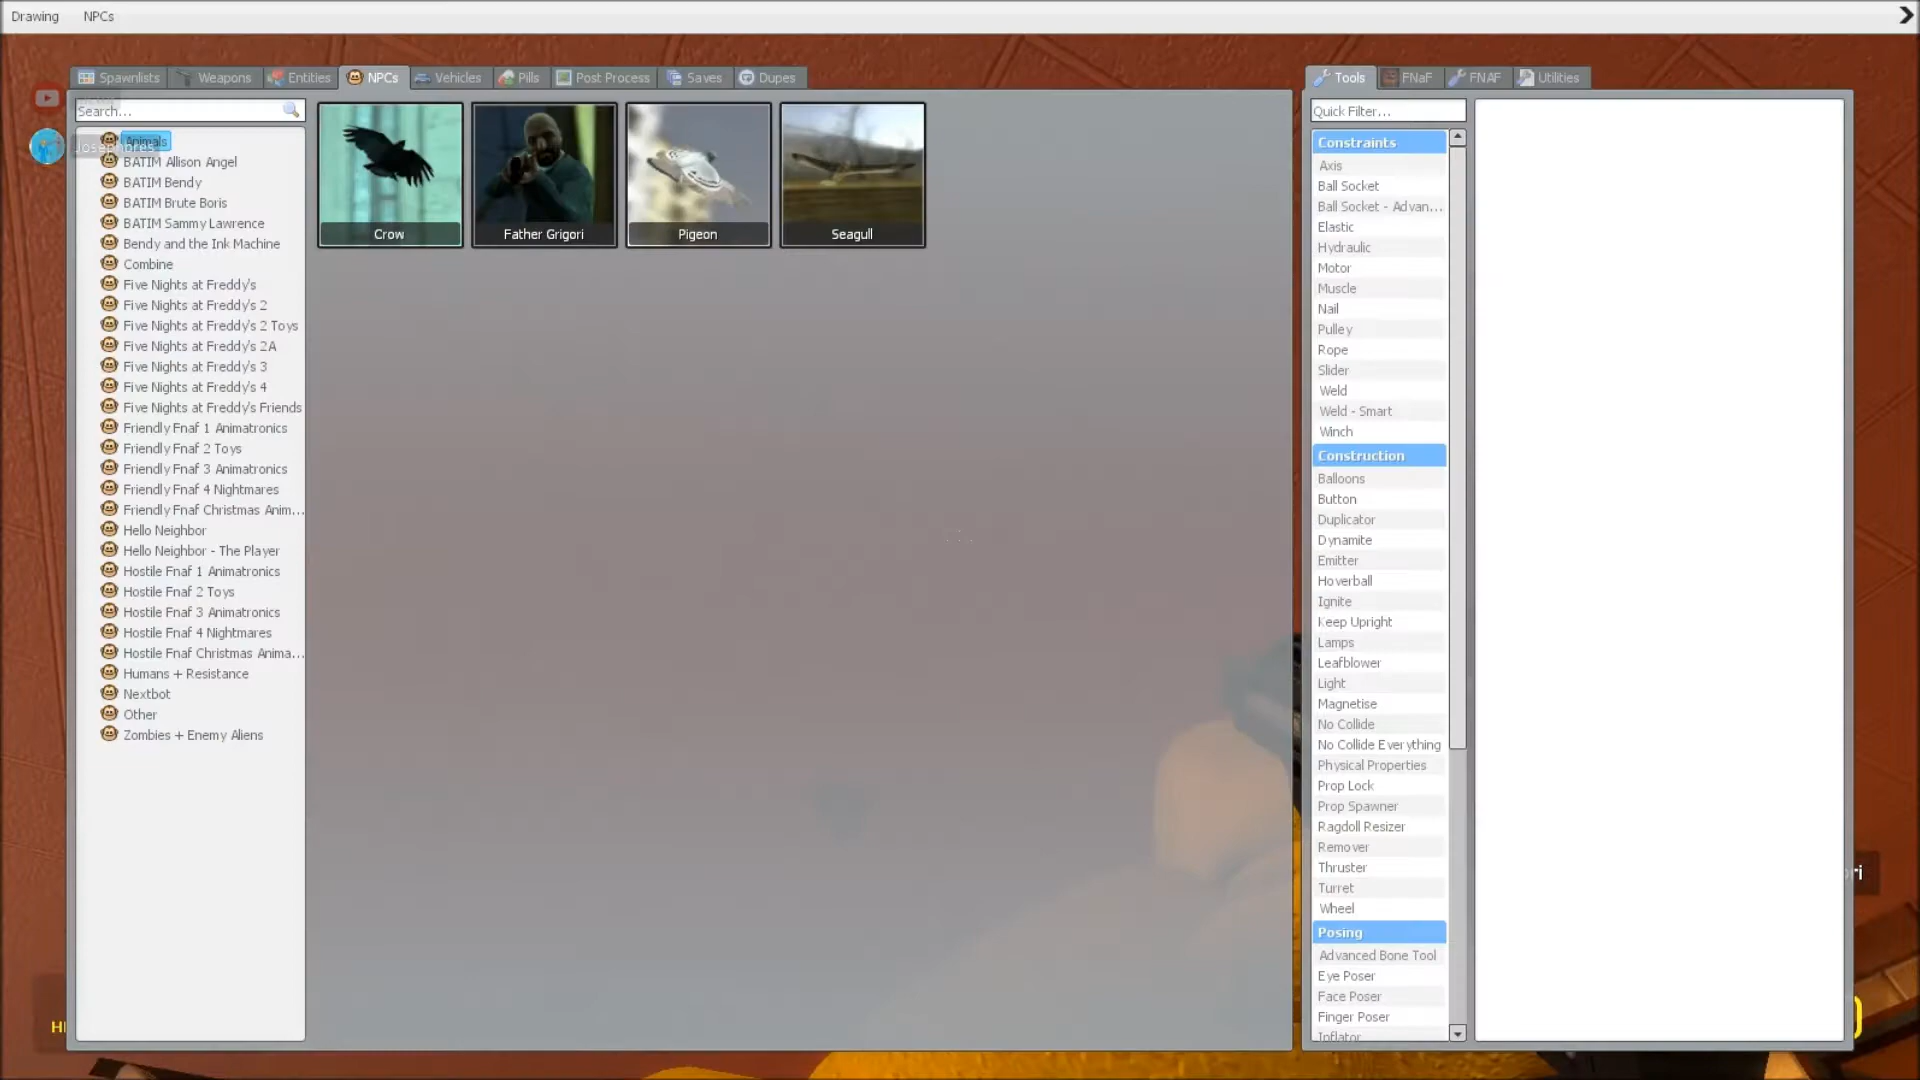 Drawing NPCs
Spawnlists Weapons Entities NPCs Vehicles Pills Post Process Saves Dupes
Search...
Animals
Josephores
BATIM Allison Angel
BATIM Bendy
BATIM Brute Boris
BATIM Sammy Lawrence
Bendy and the Ink Machine
Combine
Five Nights at Freddy's
Five Nights at Freddy's 2
Five Nights at Freddy's 2 Toys
Five Nights at Freddy's 2A
Five Nights at Freddy's 3
Five Nights at Freddy's 4
Five Nights at Freddy's Friends
Friendly Fnaf 1 Animatronics
Friendly Fnaf 2 Toys
Friendly Fnaf 3 Animatronics
Friendly Fnaf 4 Nightmares
Friendly Fnaf Christmas Anim...
Hello Neighbor
Hello Neighbor - The Player
Hostile Fnaf 1 Animatronics
Hostile Fnaf 2 Toys
Hostile Fnaf 3 Animatronics
Hostile Fnaf 4 Nightmares
Hostile Fnaf Christmas Anima...
Humans + Resistance
Nextbot
Other
Zombies + Enemy Aliens
Crow
Father Grigori
Pigeon
Seagull
Tools FNaF FNAF Utilities
Quick Filter...
Constraints
Axis
Ball Socket
Ball Socket - Advan...
Elastic
Hydraulic
Motor
Muscle
Nail
Pulley
Rope
Slider
Weld
Weld - Smart
Winch
Construction
Balloons
Button
Duplicator
Dynamite
Emitter
Hoverball
Ignite
Keep Upright
Lamps
Leafblower
Light
Magnetise
No Collide
No Collide Everything
Physical Properties
Prop Lock
Prop Spawner
Ragdoll Resizer
Remover
Thruster
Turret
Wheel
Posing
Advanced Bone Tool
Eye Poser
Face Poser
Finger Poser
Inflator